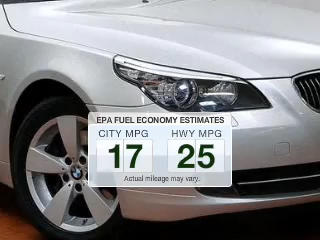 EPA FUEL ECONOMY ESTIMATES
CITY MPG HWY MPG
17 25
Actual mileage may vary.